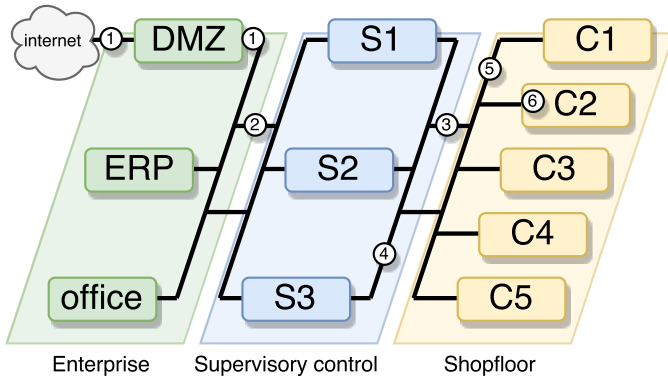 internet
1
DMZ
1
S1
C1
5
6
C2
2
3
ERP
S2
C3
C4
4
office
S3
C5
Enterprise
Supervisory control
Shopfloor